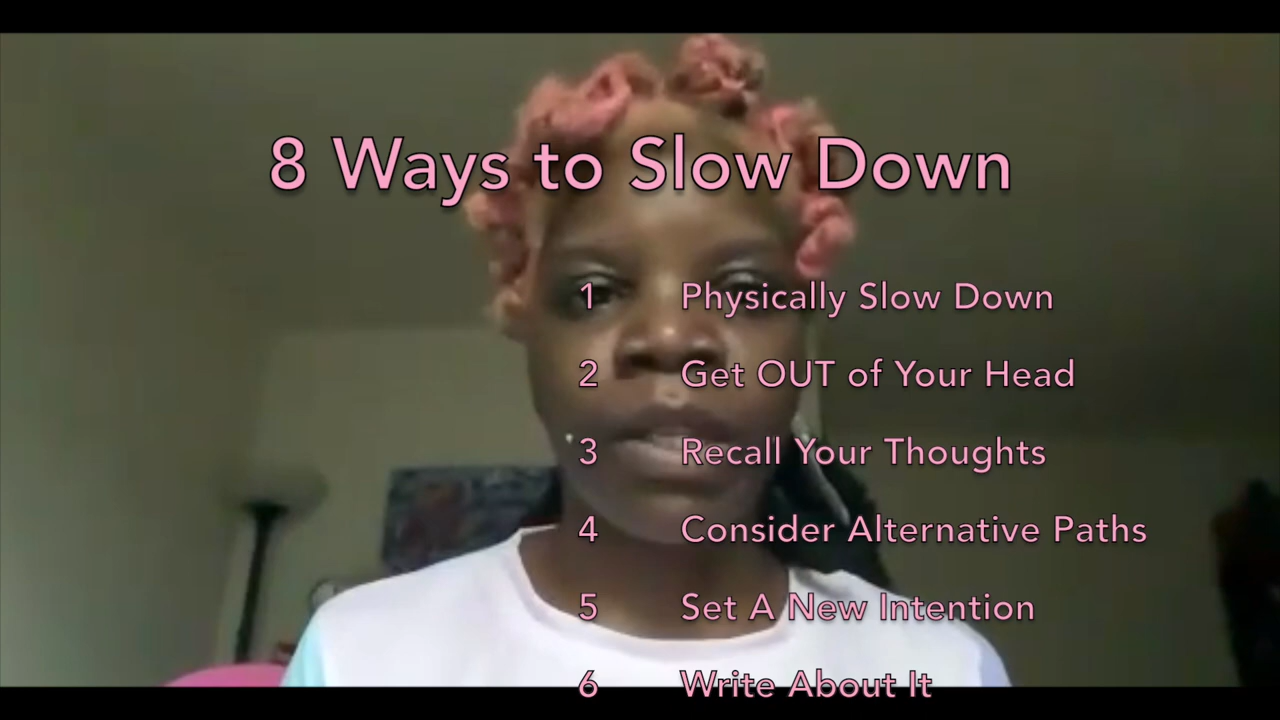 8 Ways to Slow Down
1 Physically Slow Down
2 Get OUT of Your Head
3 Recall Your Thoughts
4 Consider Alternative Paths
5 Set A New Intention
6 Write About It